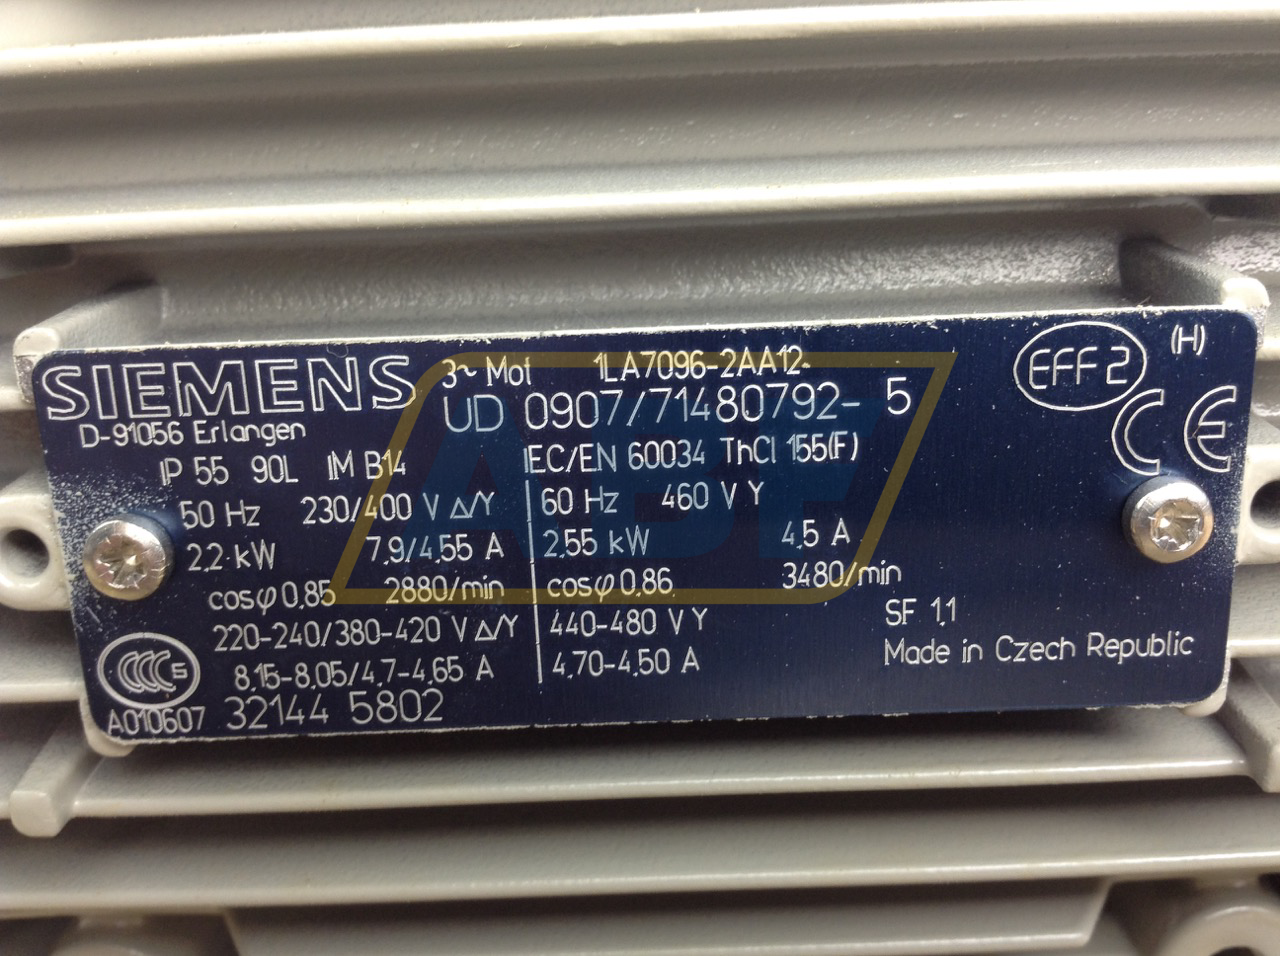 SIEMENS 3~ Mot 1LA7096-2AA12-
D-91056 Erlangen UD 0907/71480792-5
EFF2 (H)
CE
IP 55 90L IM B14 IEC/EN 60034 ThCl 155(F)
50 Hz 230/400 V Δ/Y 60 Hz 460 V Y
2,2 kW 7,9/4,55 A 2,55 kW 4,5 A
cosφ 0,85 2880/min cosφ 0,86 3480/min
220-240/380-420 V Δ/Y 440-480 V Y SF 1,1
8,15-8,05/4,7-4,65 A 4,70-4,50 A Made in Czech Republic
CCC S
A010607 32144 5802
ABF